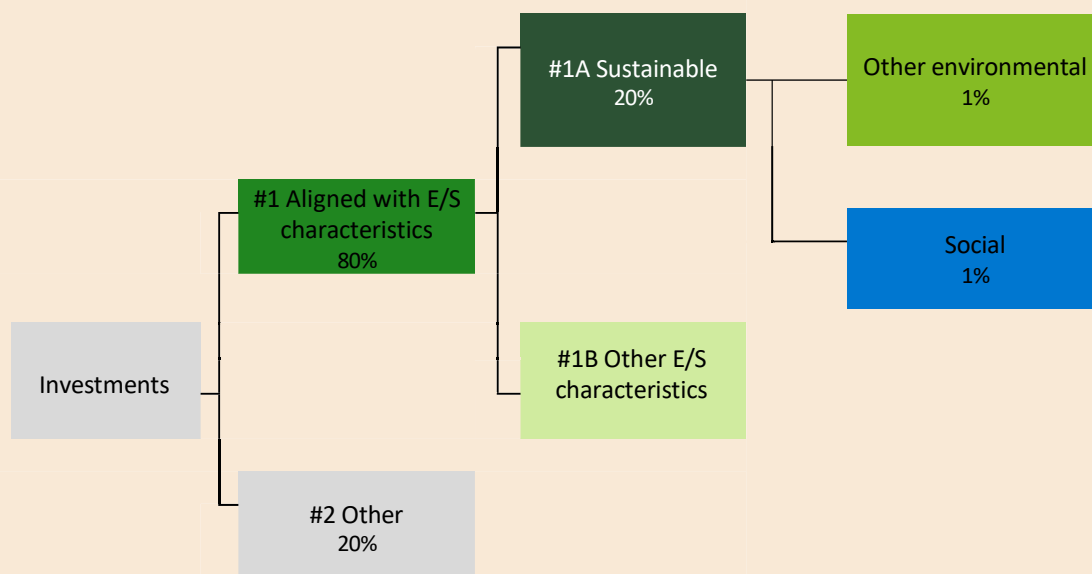 #1A Sustainable
20%
Other environmental
1%
#1 Aligned with E/S
characteristics
80%
Social
1%
Investments
#1B Other E/S
characteristics
#2 Other
20%